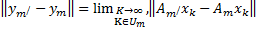 ‖y_{m′} − y_m‖ = lim_{K→∞, K∈U_m} ‖A_{m′}x_k − A_m x_k‖